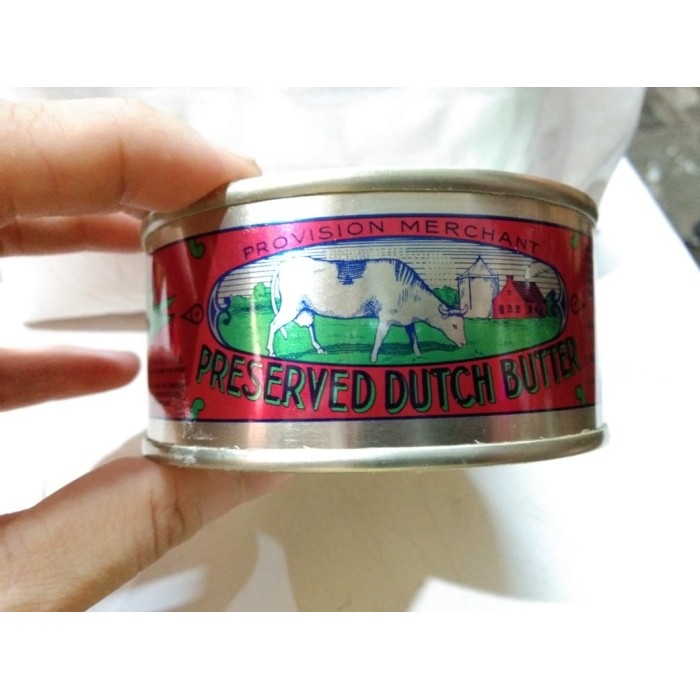 PROVISION MERCHANT
PRESERVED DUTCH BUTTER